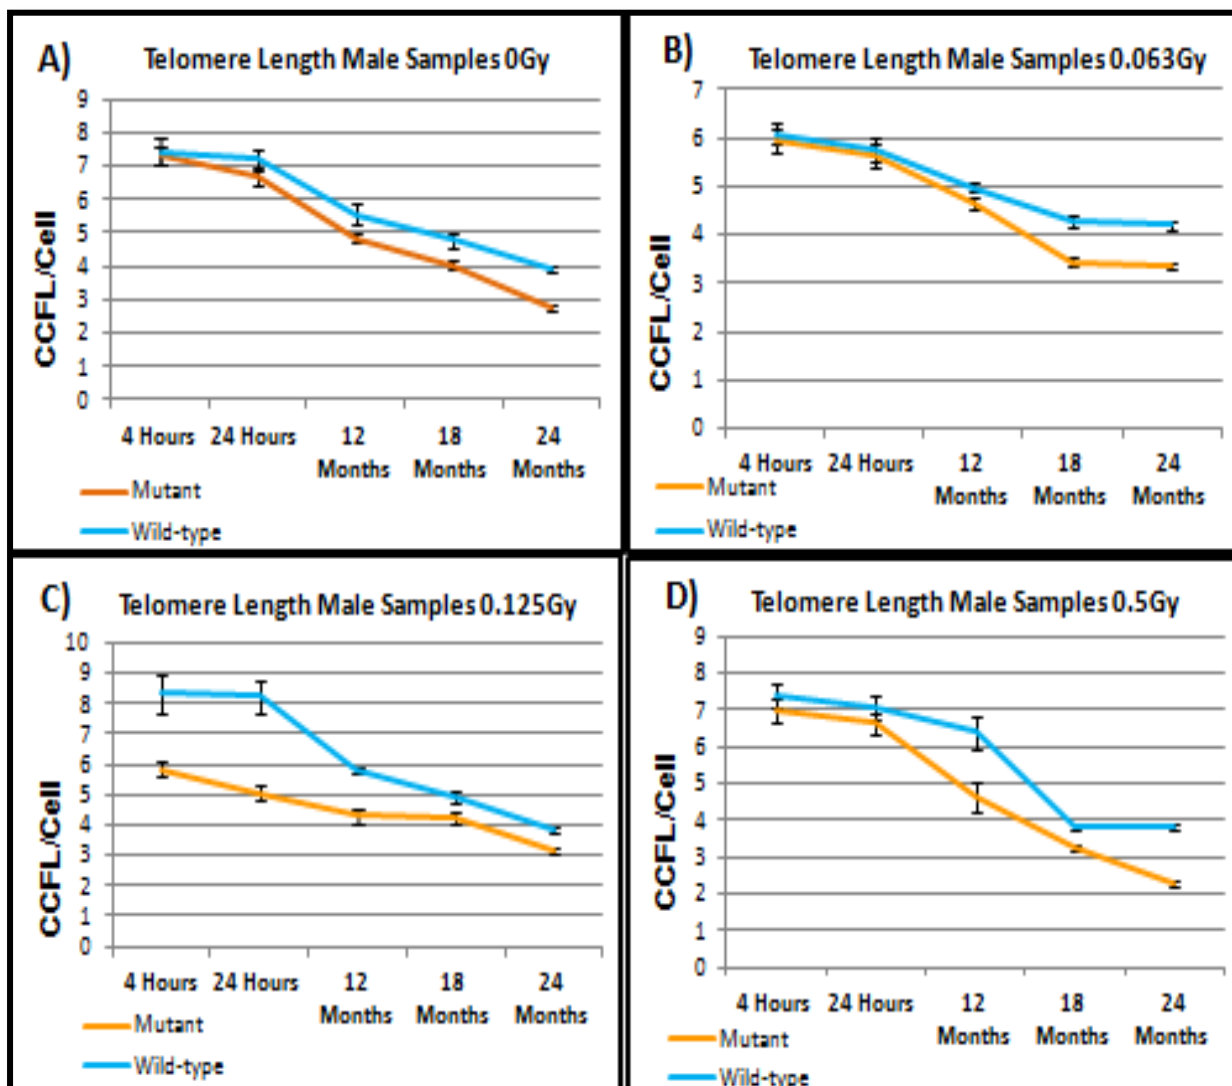 A)
Telomere Length Male Samples 0Gy
9
8
7
6
5
4
3
2
1
0
CCFL/Cell
4 Hours 24 Hours 12 18 24
Months Months Months
Mutant
Wild-type
B)
Telomere Length Male Samples 0.063Gy
7
6
5
4
3
2
1
0
CCFL/Cell
4 Hours 24 Hours 12 18 24
Months Months Months
Mutant
Wild-type
C)
Telomere Length Male Samples 0.125Gy
10
9
8
7
6
5
4
3
2
1
0
CCFL/Cell
4 Hours 24 Hours 12 18 24
Months Months Months
Mutant
Wild-type
D)
Telomere Length Male Samples 0.5Gy
9
8
7
6
5
4
3
2
1
0
CCFL/Cell
4 Hours 24 Hours 12 18 24
Months Months Months
Mutant
Wild-type